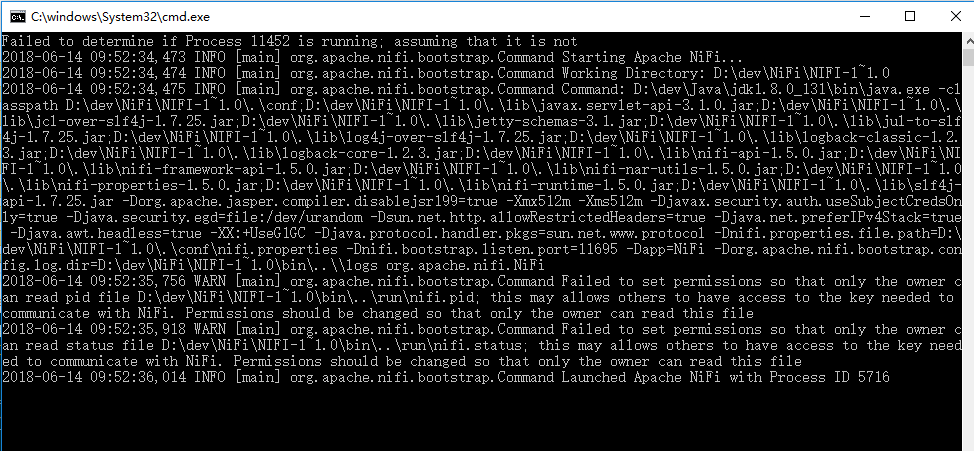 C:\windows\System32\cmd.exe
Failed to determine if Process 11452 is running; assuming that it is not
2018-06-14 09:52:34,473 INFO [main] org.apache.nifi.bootstrap.Command Starting Apache NiFi...
2018-06-14 09:52:34,474 INFO [main] org.apache.nifi.bootstrap.Command Working Directory: D:\dev\NiFi\NIFI-1~1.0
2018-06-14 09:52:34,475 INFO [main] org.apache.nifi.bootstrap.Command Command: D:\dev\Java\jdk1.8.0_131\bin\java.exe -cl
asspath D:\dev\NiFi\NIFI-1~1.0\.\conf;D:\dev\NiFi\NIFI-1~1.0\.\lib\javax.servlet-api-3.1.0.jar;D:\dev\NiFi\NIFI-1~1.0\.\
lib\jcl-over-slf4j-1.7.25.jar;D:\dev\NiFi\NIFI-1~1.0\.\lib\jetty-schemas-3.1.jar;D:\dev\NiFi\NIFI-1~1.0\.\lib\jul-to-slf
4j-1.7.25.jar;D:\dev\NiFi\NIFI-1~1.0\.\lib\log4j-over-slf4j-1.7.25.jar;D:\dev\NiFi\NIFI-1~1.0\.\lib\logback-classic-1.2.
3.jar;D:\dev\NiFi\NIFI-1~1.0\.\lib\logback-core-1.2.3.jar;D:\dev\NiFi\NIFI-1~1.0\.\lib\nifi-api-1.5.0.jar;D:\dev\NiFi\NI
FI-1~1.0\.\lib\nifi-framework-api-1.5.0.jar;D:\dev\NiFi\NIFI-1~1.0\.\lib\nifi-nar-utils-1.5.0.jar;D:\dev\NiFi\NIFI-1~1.0
\.\lib\nifi-properties-1.5.0.jar;D:\dev\NiFi\NIFI-1~1.0\.\lib\nifi-runtime-1.5.0.jar;D:\dev\NiFi\NIFI-1~1.0\.\lib\slf4j-
api-1.7.25.jar -Dorg.apache.jasper.compiler.disablejsr199=true -Xmx512m -Xms512m -Djavax.security.auth.useSubjectCredsOn
ly=true -Djava.security.egd=file:/dev/urandom -Dsun.net.http.allowRestrictedHeaders=true -Djava.net.preferIPv4Stack=true
-Djava.awt.headless=true -XX:+UseG1GC -Djava.protocol.handler.pkgs=sun.net.www.protocol -Dnifi.properties.file.path=D:\
dev\NiFi\NIFI-1~1.0\.\conf\nifi.properties -Dnifi.bootstrap.listen.port=11695 -Dapp=NiFi -Dorg.apache.nifi.bootstrap.con
fig.log.dir=D:\dev\NiFi\NIFI-1~1.0\bin\..\\logs org.apache.nifi.NiFi
2018-06-14 09:52:35,756 WARN [main] org.apache.nifi.bootstrap.Command Failed to set permissions so that only the owner c
an read pid file D:\dev\NiFi\NIFI-1~1.0\bin\..\run\nifi.pid; this may allows others to have access to the key needed to
communicate with NiFi. Permissions should be changed so that only the owner can read this file
2018-06-14 09:52:35,918 WARN [main] org.apache.nifi.bootstrap.Command Failed to set permissions so that only the owner c
an read status file D:\dev\NiFi\NIFI-1~1.0\bin\..\run\nifi.status; this may allows others to have access to the key need
ed to communicate with NiFi. Permissions should be changed so that only the owner can read this file
2018-06-14 09:52:36,014 INFO [main] org.apache.nifi.bootstrap.Command Launched Apache NiFi with Process ID 5716